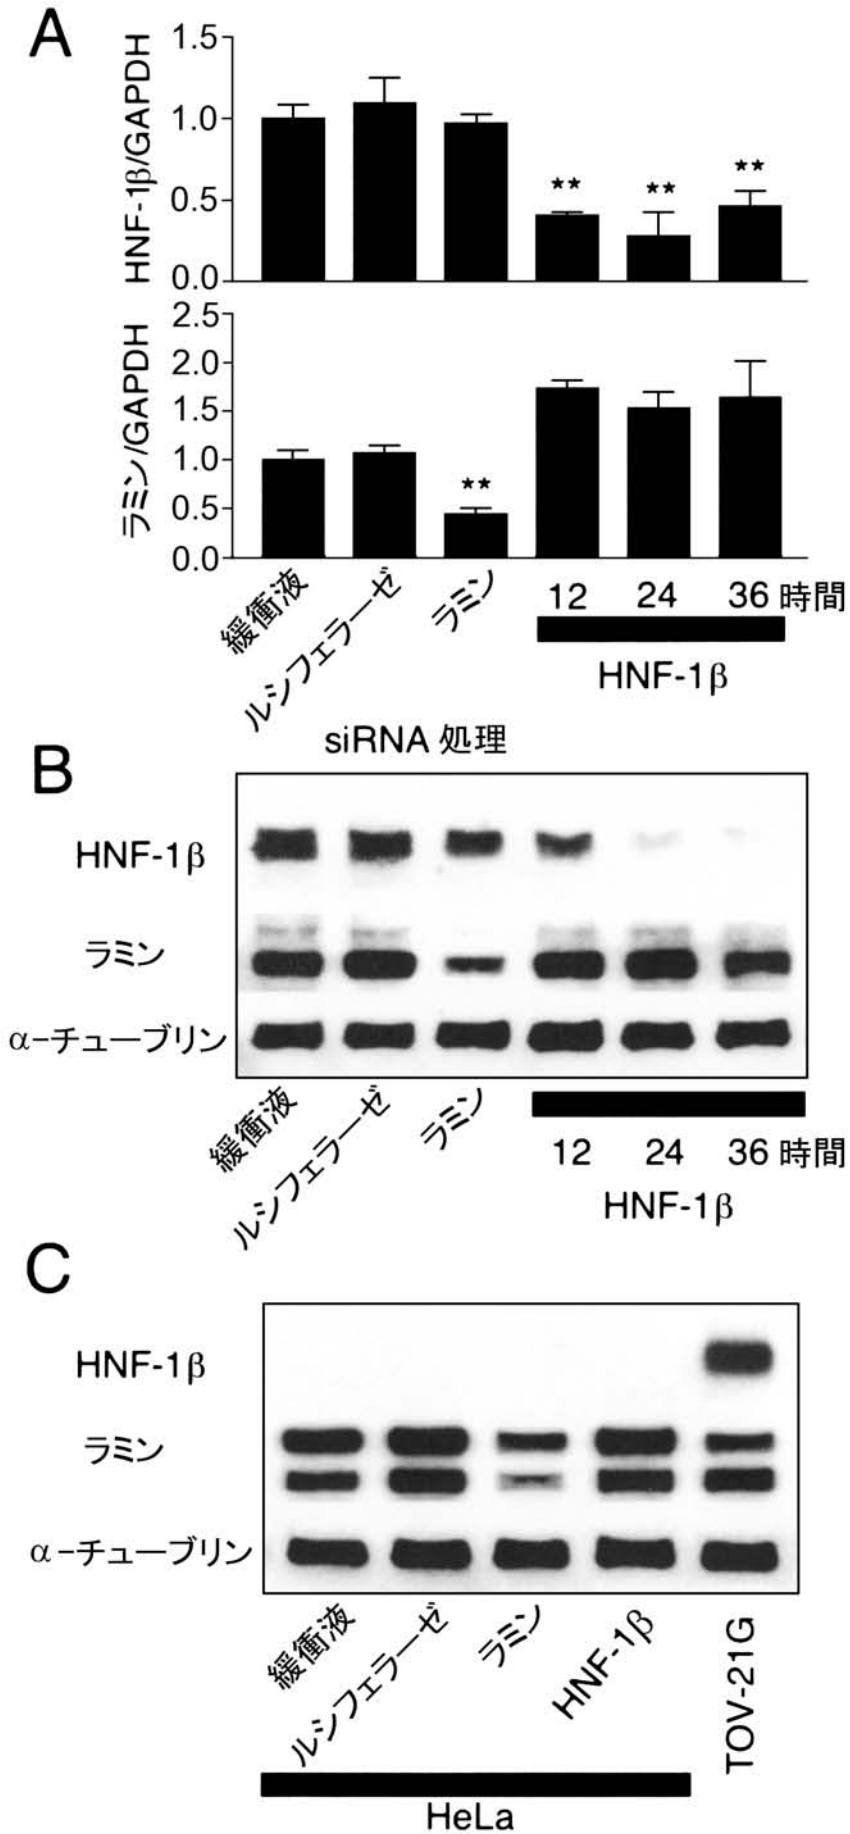 A
HNF-1β/GAPDH
1.5
1.0
0.5
0.0
** ** **
ラミン/GAPDH
2.5
2.0
1.5
1.0
0.5
0.0
**
緩衝液 ルシフェラーゼ ラミン 12 24 36 時間
HNF-1β
siRNA 処理
B
HNF-1β
ラミン
α-チューブリン
緩衝液 ルシフェラーゼ ラミン 12 24 36 時間
HNF-1β
C
HNF-1β
ラミン
α-チューブリン
緩衝液 ルシフェラーゼ ラミン HNF-1β TOV-21G
HeLa